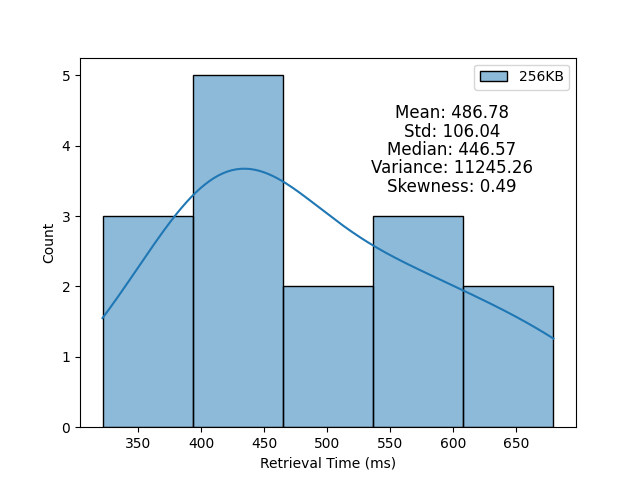 256KB
Mean: 486.78
Std: 106.04
Median: 446.57
Variance: 11245.26
Skewness: 0.49
5
4
3
2
1
0
Count
350 400 450 500 550 600 650
Retrieval Time (ms)